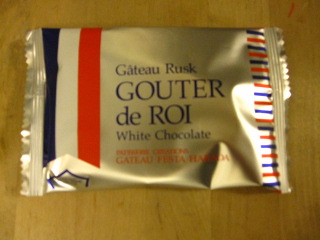 Gâteau Rusk
GOUTER
de ROI
White Chocolate
GATEAU FESTA HARADA